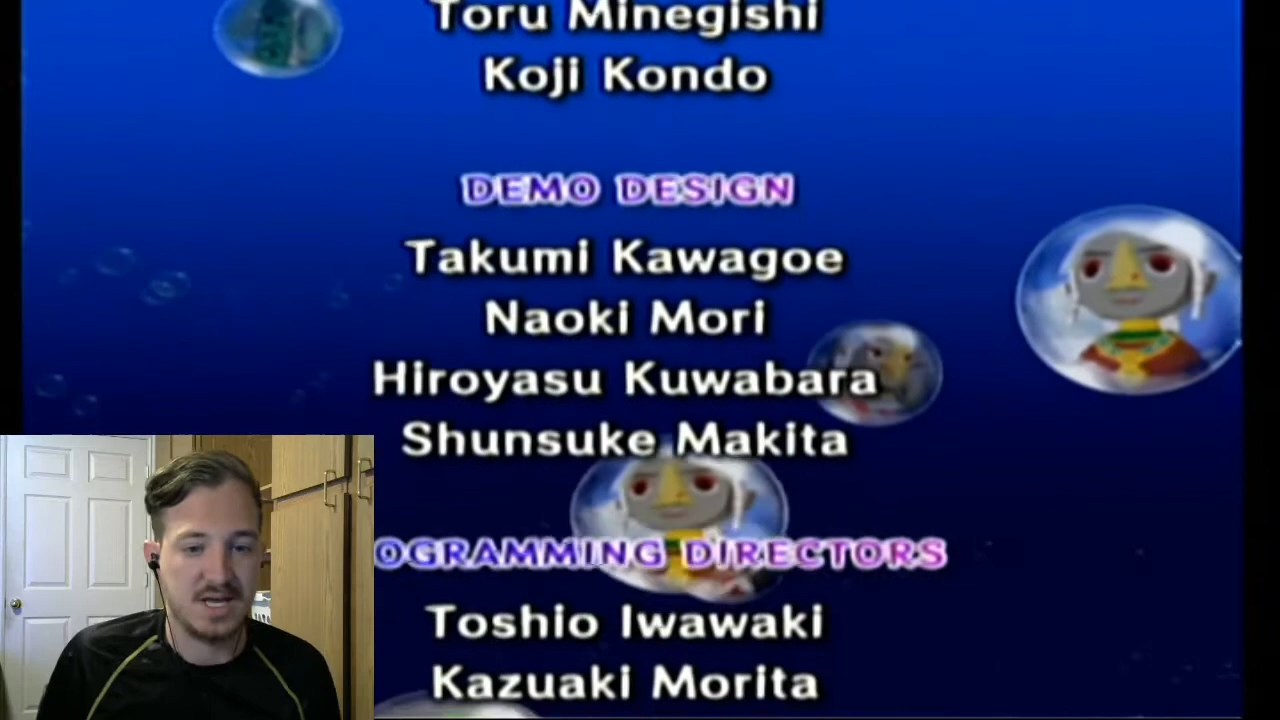 Toru Minegishi
Koji Kondo
DEMO DESIGN
Takumi Kawagoe
Naoki Mori
Hiroyasu Kuwabara
Shunsuke Makita
OGRAMMING DIRECTORS
Toshio Iwawaki
Kazuaki Morita